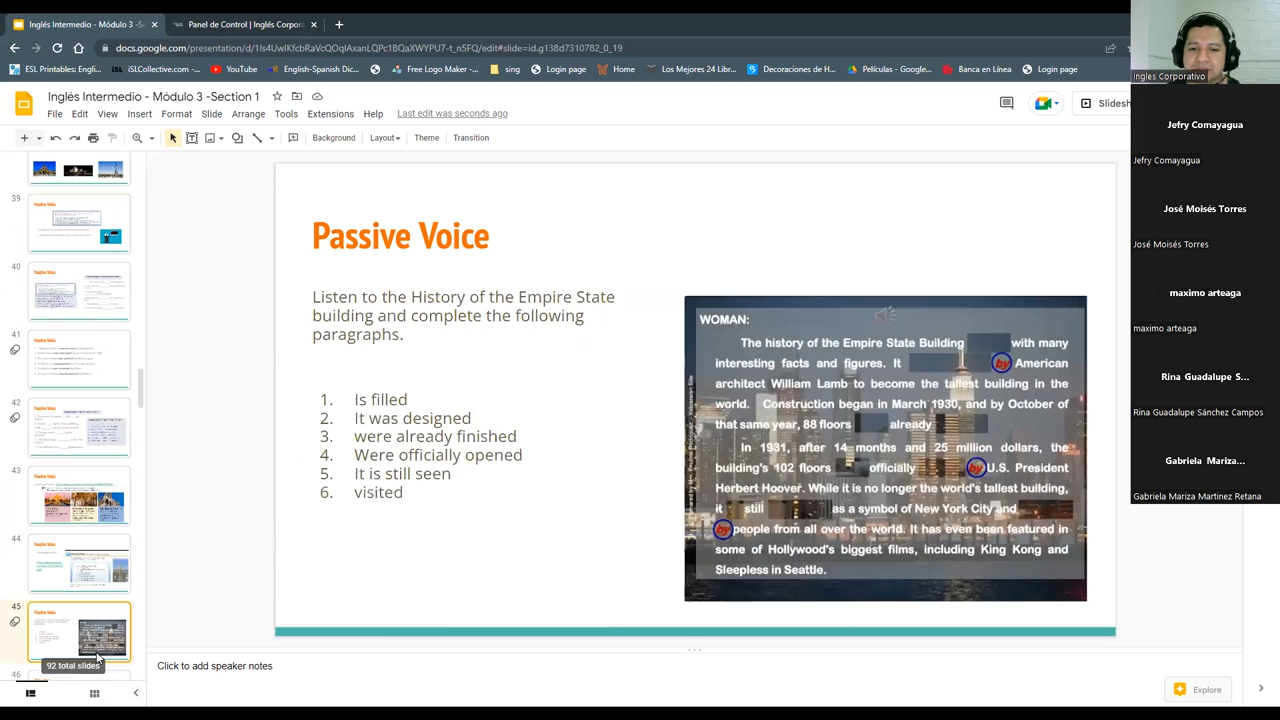 Inglés Intermedio - Módulo 3 -Se
Panel de Control | Inglés Corpora
docs.google.com/presentation/d/1Is4UwIKfcbRaVcQOqIAxanLQPc1BQaXWYPU7-t_n5FQ/edit#slide=id.g138d7310782_0_19
ESL Printables: Engli...
iSLCollective.com -...
YouTube
English-Spanish Dic...
Free Logo Maker -...
sing
Login page
Home
Los Mejores 24 Libr...
Decoraciones de H...
Películas - Google...
Banca en Línea
Login page
Inglés Intermedio - Módulo 3 -Section 1
File Edit View Insert Format Slide Arrange Tools Extensions Help Last edit was seconds ago
Slidesh
Background Layout Theme Transition
39
40
41
42
43
44
45
46
92 total slides
Passive Voice
Listen to the History of the Empire State
building and complete the following
paragraphs.
1. Is filled
2. It was designed
3. were already finished
4. Were officially opened
5. It is still seen
6. visited
WOMAN:
The history of the Empire State Building with many
interesting facts and figures. It by American
architect William Lamb to become the tallest building in the
world. Construction began in March 1930, and by October of
that same year, 88 floors already
In 1931, after 14 months and 25 million dollars, the
building's 102 floors officially by U.S. President
Herbert Hoover. While it is no longer the world's tallest building,
it still as a symbol of New York City and
by people from all over the world. It has even been featured in
some of Hollywood's biggest films, including King Kong and
Sleepless in Seattle.
Click to add speaker notes
Explore
Ingles Corporativo
Jefry Comayagua
Jefry Comayagua
José Moisés Torres
José Moisés Torres
maximo arteaga
maximo arteaga
Rina Guadalupe S...
Rina Guadalupe Sánchez Campos
Gabriela Mariza...
Gabriela Mariza Martinez Retana